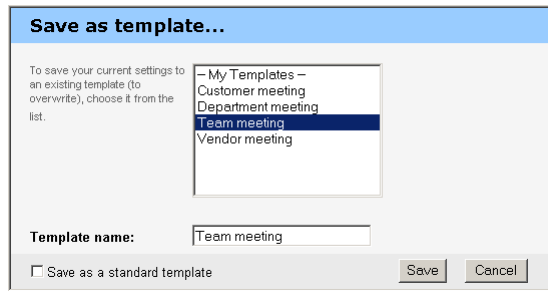 Save as template...
To save your current settings to
an existing template (to
overwrite), choose it from the
list.
– My Templates –
Customer meeting
Department meeting
Team meeting
Vendor meeting
Template name:
Team meeting
Save as a standard template
Save
Cancel